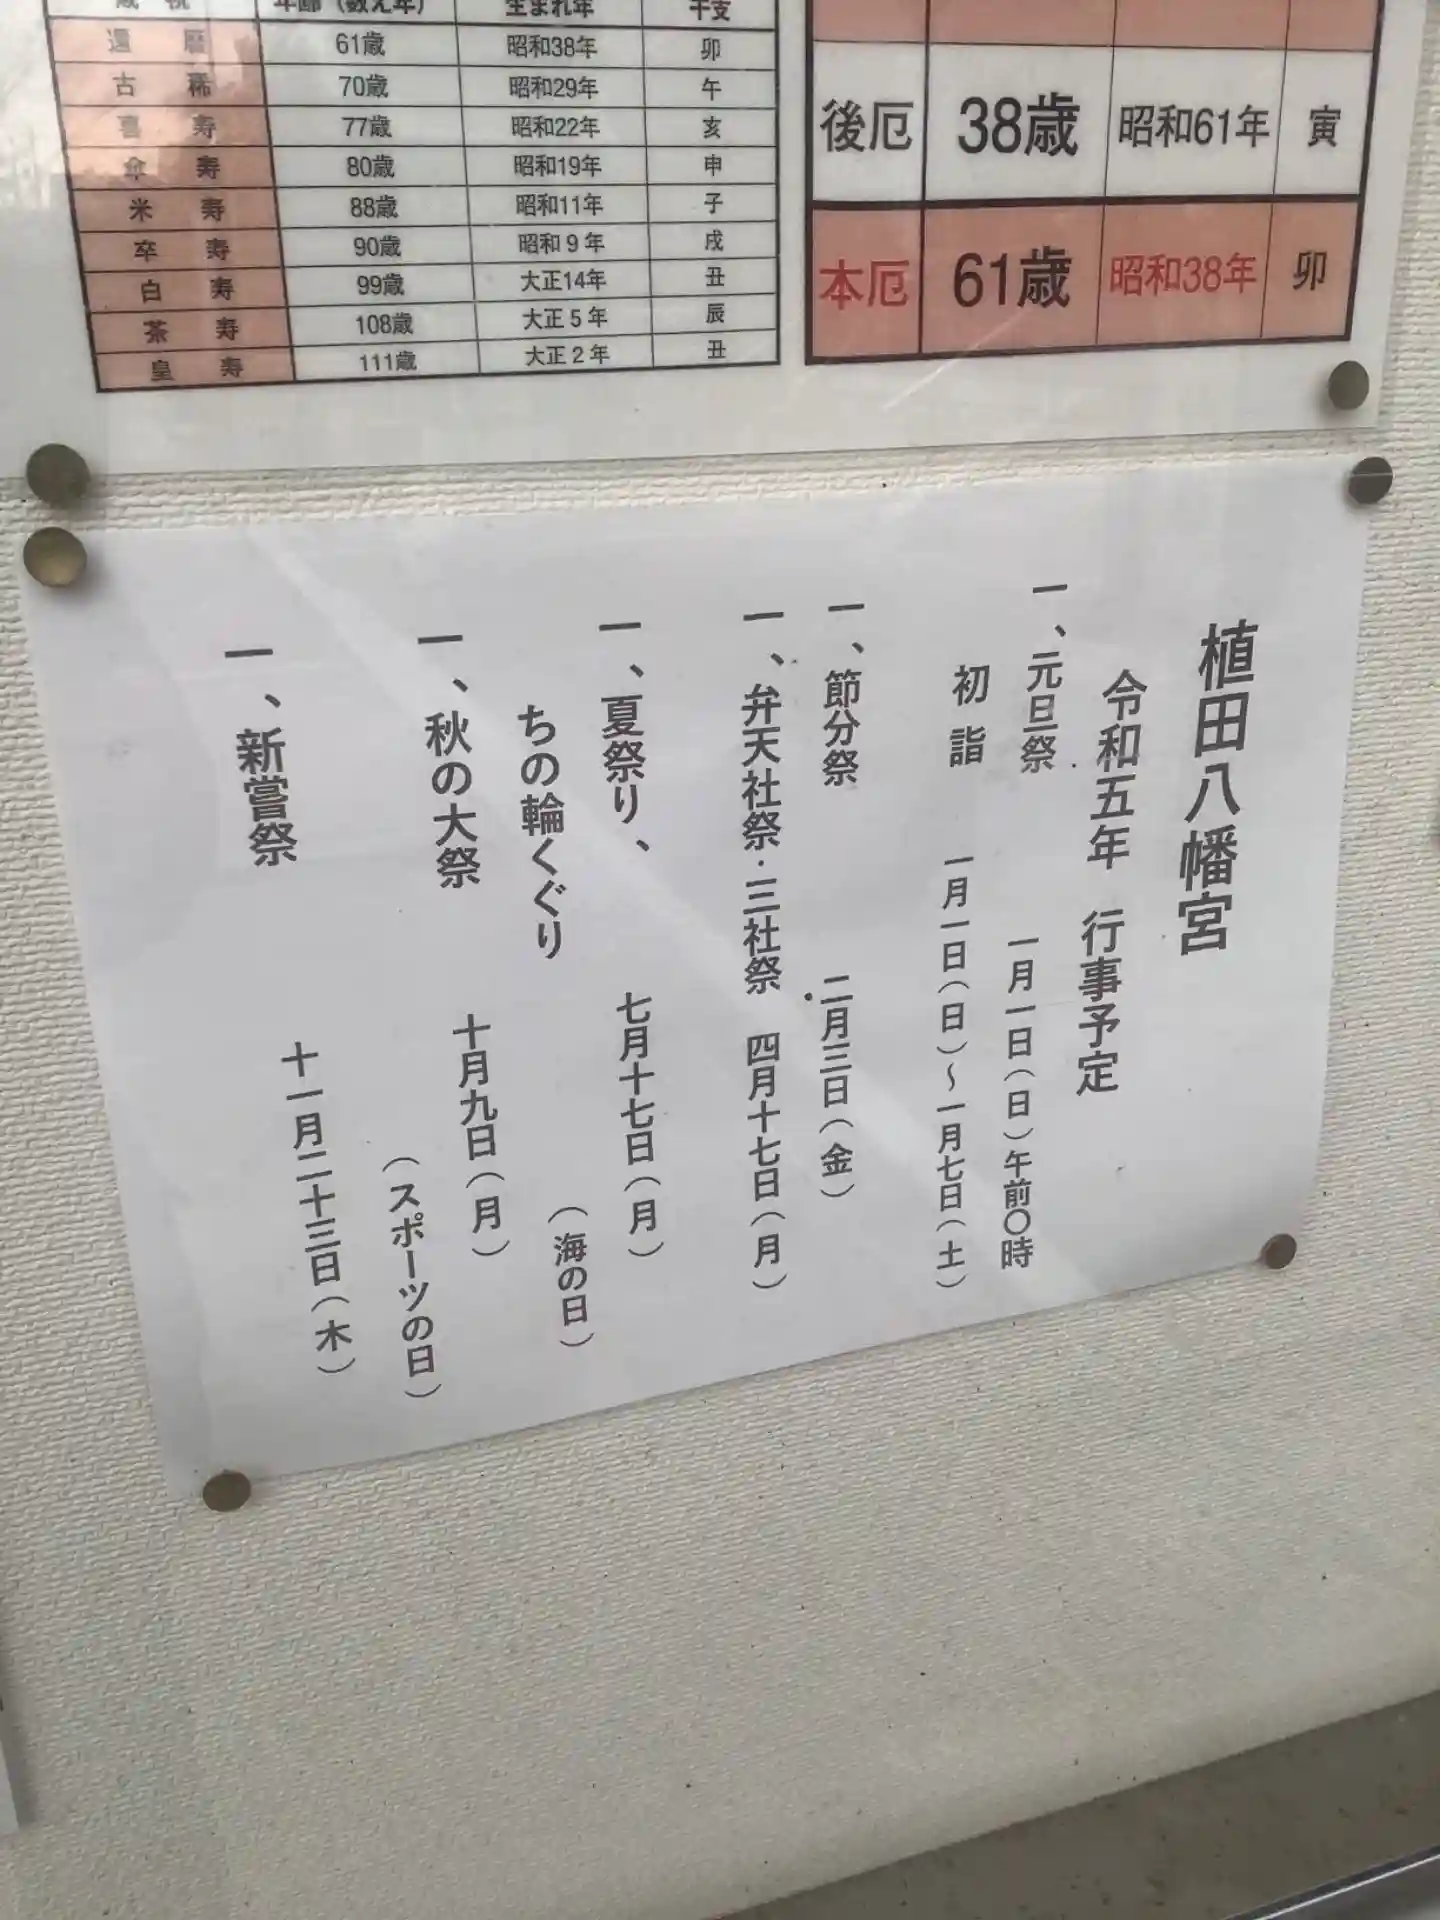 年齢（数え年） 生まれ年 干支
還暦 61歳 昭和38年 卯
古稀 70歳 昭和29年 午
喜寿 77歳 昭和22年 亥
傘寿 80歳 昭和19年 申
米寿 88歳 昭和11年 子
卒寿 90歳 昭和9年 戌
白寿 99歳 大正14年 丑
茶寿 108歳 大正5年 辰
皇寿 111歳 大正2年 丑
後厄 38歳 昭和61年 寅
本厄 61歳 昭和38年 卯
植田八幡宮
令和五年 行事予定
一、元旦祭 一月一日（日）午前〇時
初詣 一月一日（日）～一月七日（土）
一、節分祭 二月三日（金）
一、弁天社祭・三社祭 四月十七日（月）
一、夏祭り、 七月十七日（月）
ちの輪くぐり （海の日）
一、秋の大祭 十月九日（月）
（スポーツの日）
一、新嘗祭 十一月二十三日（木）